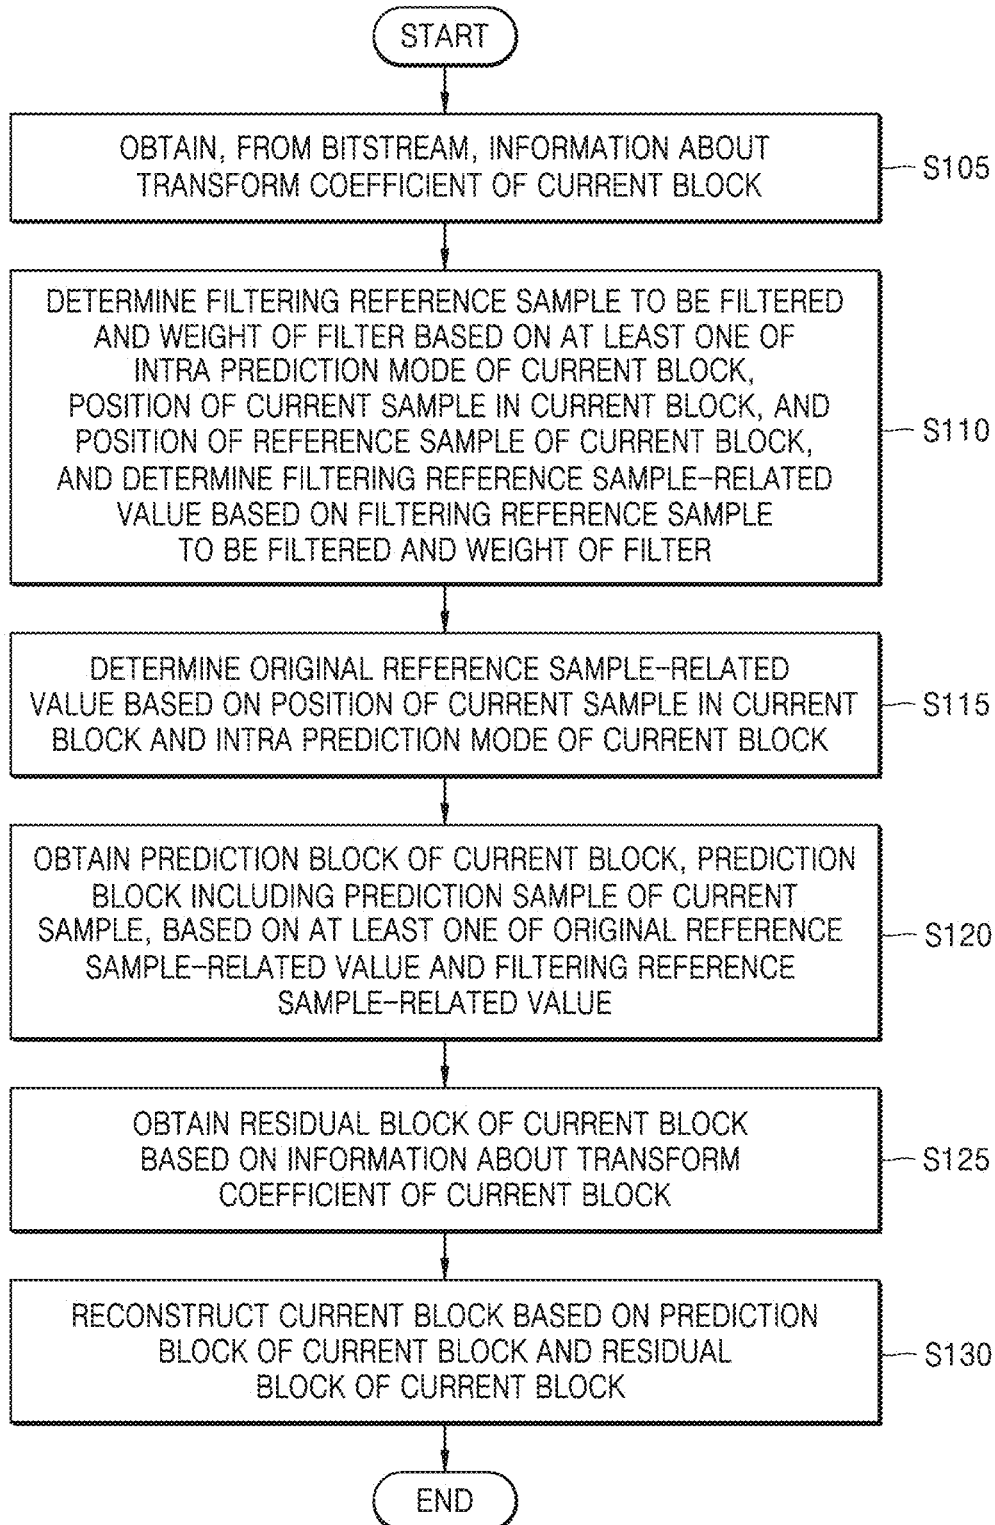 START
OBTAIN, FROM BITSTREAM, INFORMATION ABOUT
TRANSFORM COEFFICIENT OF CURRENT BLOCK
S105
DETERMINE FILTERING REFERENCE SAMPLE TO BE FILTERED
AND WEIGHT OF FILTER BASED ON AT LEAST ONE OF
INTRA PREDICTION MODE OF CURRENT BLOCK,
POSITION OF CURRENT SAMPLE IN CURRENT BLOCK, AND
POSITION OF REFERENCE SAMPLE OF CURRENT BLOCK,
AND DETERMINE FILTERING REFERENCE SAMPLE-RELATED
VALUE BASED ON FILTERING REFERENCE SAMPLE
TO BE FILTERED AND WEIGHT OF FILTER
S110
DETERMINE ORIGINAL REFERENCE SAMPLE-RELATED
VALUE BASED ON POSITION OF CURRENT SAMPLE IN CURRENT
BLOCK AND INTRA PREDICTION MODE OF CURRENT BLOCK
S115
OBTAIN PREDICTION BLOCK OF CURRENT BLOCK, PREDICTION
BLOCK INCLUDING PREDICTION SAMPLE OF CURRENT
SAMPLE, BASED ON AT LEAST ONE OF ORIGINAL REFERENCE
SAMPLE-RELATED VALUE AND FILTERING REFERENCE
SAMPLE-RELATED VALUE
S120
OBTAIN RESIDUAL BLOCK OF CURRENT BLOCK
BASED ON INFORMATION ABOUT TRANSFORM
COEFFICIENT OF CURRENT BLOCK
S125
RECONSTRUCT CURRENT BLOCK BASED ON PREDICTION
BLOCK OF CURRENT BLOCK AND RESIDUAL
BLOCK OF CURRENT BLOCK
S130
END